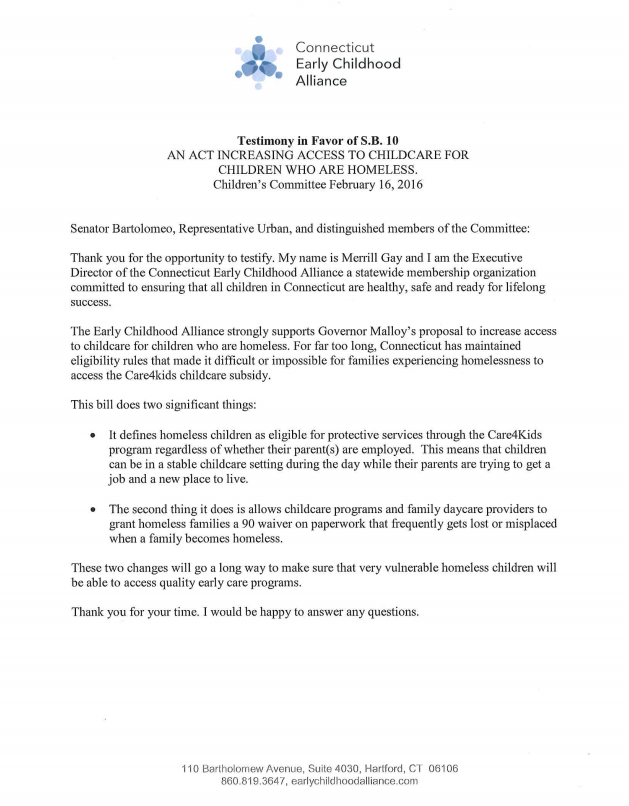 Connecticut
Early Childhood
Alliance
Testimony in Favor of S.B. 10
AN ACT INCREASING ACCESS TO CHILDCARE FOR
CHILDREN WHO ARE HOMELESS.
Children's Committee February 16, 2016
Senator Bartolomeo, Representative Urban, and distinguished members of the Committee:
Thank you for the opportunity to testify. My name is Merrill Gay and I am the Executive
Director of the Connecticut Early Childhood Alliance a statewide membership organization
committed to ensuring that all children in Connecticut are healthy, safe and ready for lifelong
success.
The Early Childhood Alliance strongly supports Governor Malloy's proposal to increase access
to childcare for children who are homeless. For far too long, Connecticut has maintained
eligibility rules that made it difficult or impossible for families experiencing homelessness to
access the Care4kids childcare subsidy.
This bill does two significant things:
• It defines homeless children as eligible for protective services through the Care4Kids
program regardless of whether their parent(s) are employed. This means that children
can be in a stable childcare setting during the day while their parents are trying to get a
job and a new place to live.
• The second thing it does is allows childcare programs and family daycare providers to
grant homeless families a 90 waiver on paperwork that frequently gets lost or misplaced
when a family becomes homeless.
These two changes will go a long way to make sure that very vulnerable homeless children will
be able to access quality early care programs.
Thank you for your time. I would be happy to answer any questions.
110 Bartholomew Avenue, Suite 4030, Hartford, CT 06106
860.819.3647, earlychildhoodalliance.com